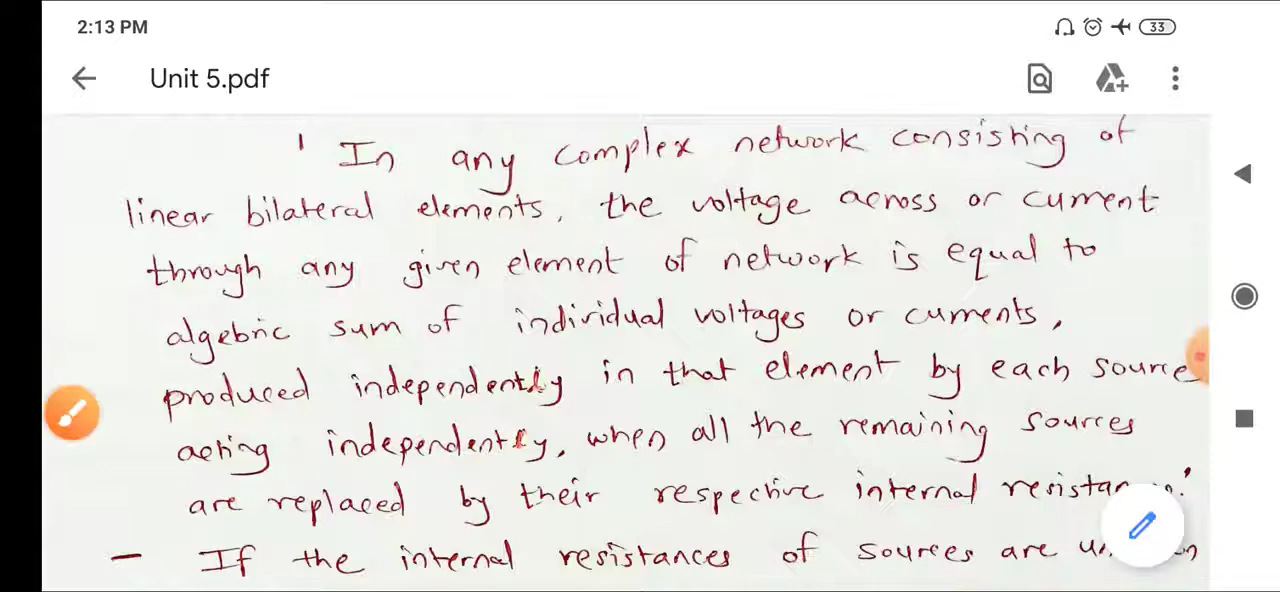 2:13 PM
33
Unit 5.pdf
' In any complex network consisting of
linear bilateral elements, the voltage across or current
through any given element of network is equal to
algebric sum of individual voltages or currents,
produced independently in that element by each source
acting independently, when all the remaining sources
are replaced by their respective internal
- If the internal resistances of sources are